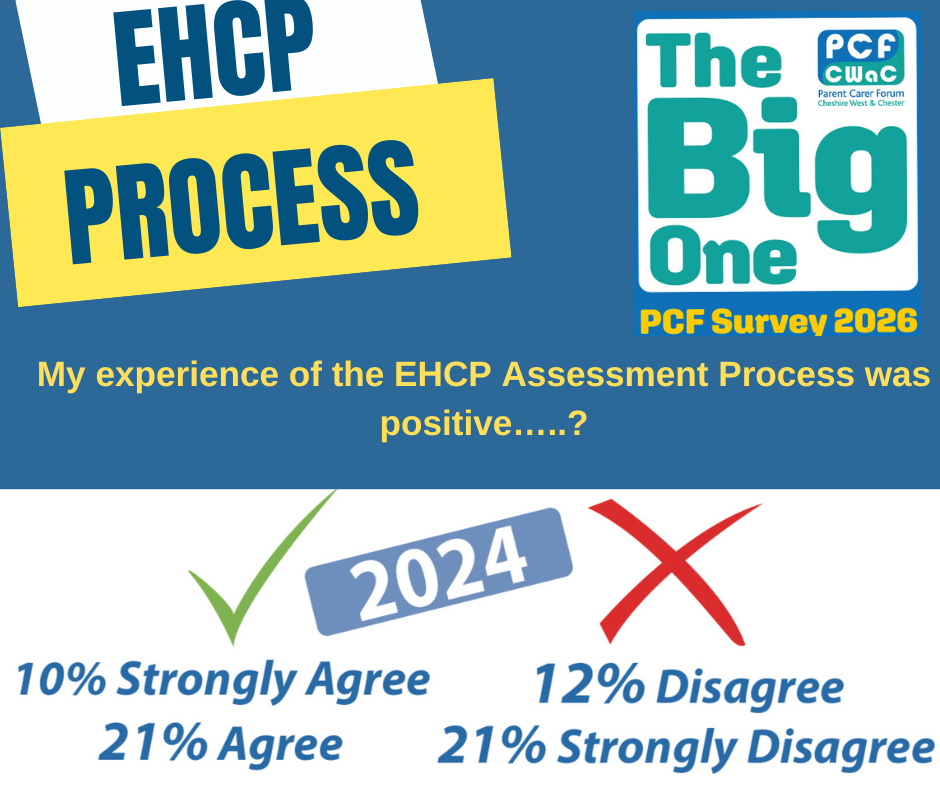 EHCP
PROCESS
The
Big
One
PCF
CWaC
Parent Carer Forum
Cheshire West & Chester
PCF Survey 2026
My experience of the EHCP Assessment Process was
positive.....?
2024
10% Strongly Agree
21% Agree
12% Disagree
21% Strongly Disagree